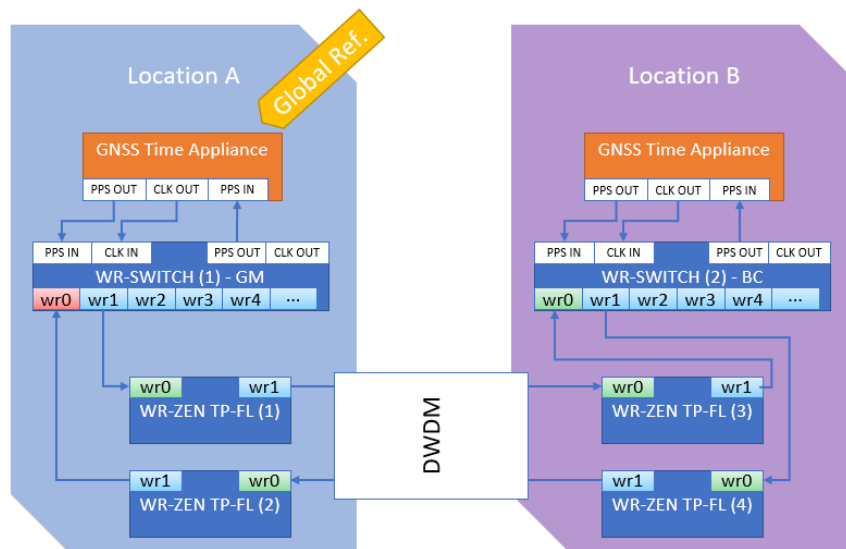 Location A
Global Ref.
Location B
GNSS Time Appliance
PPS OUT CLK OUT PPS IN
GNSS Time Appliance
PPS OUT CLK OUT PPS IN
PPS IN CLK IN PPS OUT CLK OUT
WR-SWITCH (1) - GM
wr0 wr1 wr2 wr3 wr4 ...
PPS IN CLK IN PPS OUT CLK OUT
WR-SWITCH (2) - BC
wr0 wr1 wr2 wr3 wr4 ...
wr0 wr1
WR-ZEN TP-FL (1)
DWDM
wr0 wr1
WR-ZEN TP-FL (3)
wr1 wr0
WR-ZEN TP-FL (2)
wr1 wr0
WR-ZEN TP-FL (4)